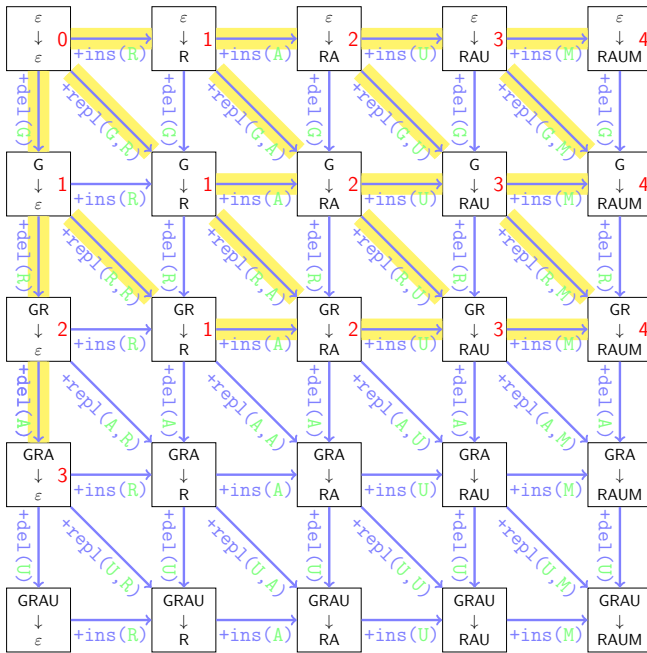 ε ε ε ε ε
↓ 0 ↓ 1 ↓ 2 ↓ 3 ↓ 4
ε +ins(R) R +ins(A) RA +ins(U) RAU +ins(M) RAUM
+del(G) +repl(G,R) +del(G) +repl(G,A) +del(G) +repl(G,U) +del(G) +repl(G,M) +del(G)
G G G G G
↓ 1 ↓ 1 ↓ 2 ↓ 3 ↓ 4
ε +ins(R) R +ins(A) RA +ins(U) RAU +ins(M) RAUM
+del(R) +repl(R,R) +del(R) +repl(R,A) +del(R) +repl(R,U) +del(R) +repl(R,M) +del(R)
GR GR GR GR GR
↓ 2 ↓ 1 ↓ 2 ↓ 3 ↓ 4
ε +ins(R) R +ins(A) RA +ins(U) RAU +ins(M) RAUM
+del(A) +repl(A,R) +del(A) +repl(A,A) +del(A) +repl(A,U) +del(A) +repl(A,M) +del(A)
GRA GRA GRA GRA GRA
↓ 3 ↓ ↓ ↓ ↓
ε +ins(R) R +ins(A) RA +ins(U) RAU +ins(M) RAUM
+del(U) +repl(U,R) +del(U) +repl(U,A) +del(U) +repl(U,U) +del(U) +repl(U,M) +del(U)
GRAU GRAU GRAU GRAU GRAU
↓ ↓ ↓ ↓ ↓
ε +ins(R) R +ins(A) RA +ins(U) RAU +ins(M) RAUM